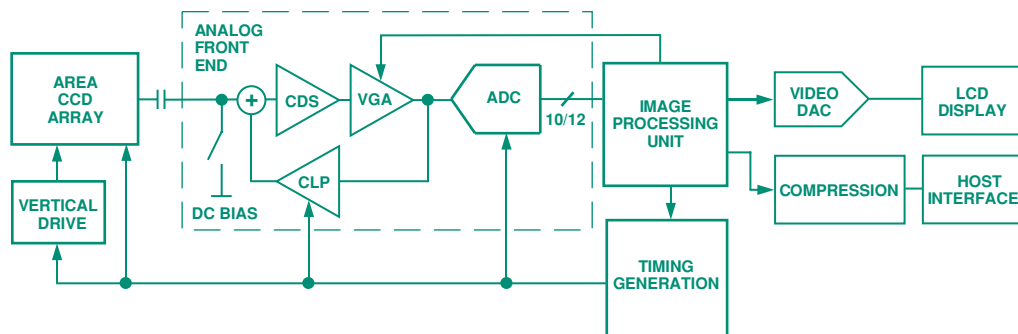 ANALOG
FRONT
END
AREA
CCD
ARRAY
+
CDS
VGA
ADC
10/12
IMAGE
PROCESSING
UNIT
VIDEO
DAC
LCD
DISPLAY
CLP
DC BIAS
VERTICAL
DRIVE
COMPRESSION
HOST
INTERFACE
TIMING
GENERATION